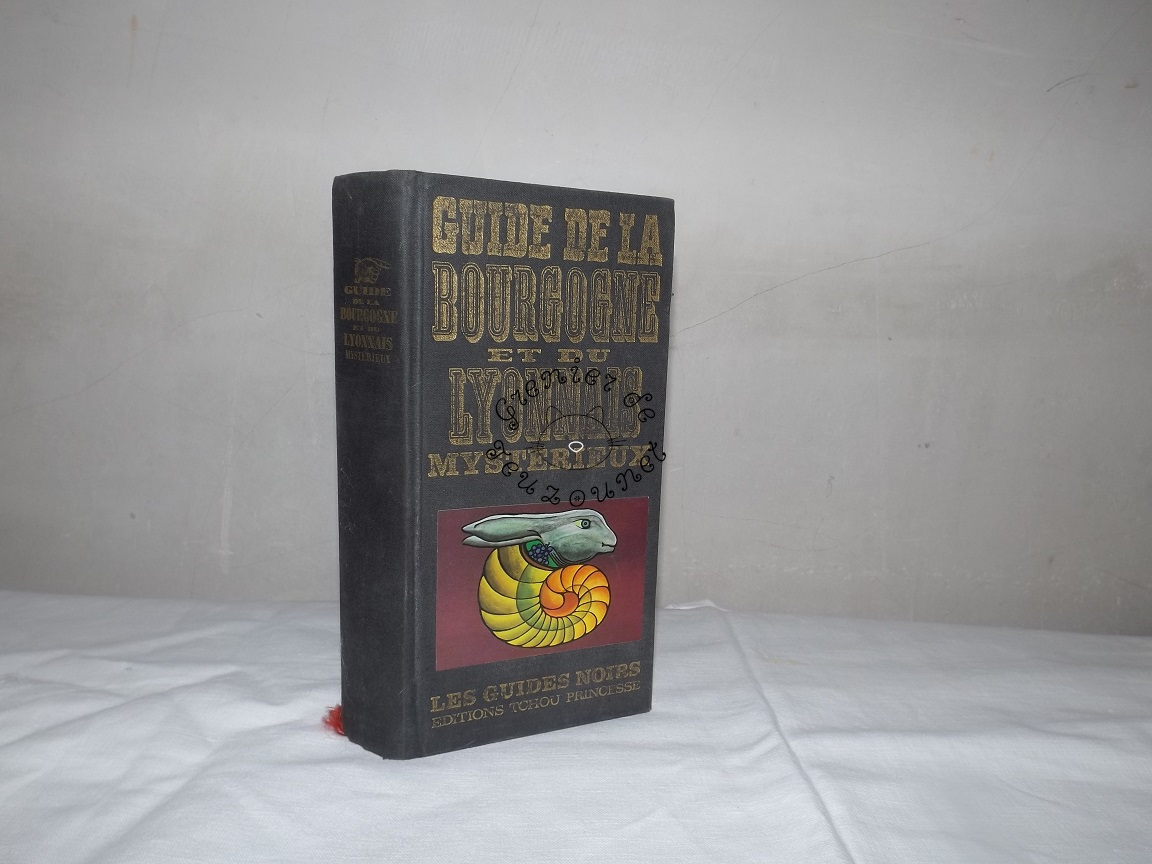 GUIDE DE LA
BOURGOGNE
ET DU
LYONNAIS
MYSTÉRIEUX
LES GUIDES NOIRS
EDITIONS TCHOU PRINCESSE
GUIDE
DE LA
BOURGOGNE
ET DU
LYONNAIS
MYSTÉRIEUX
Grenier de
Teuzounet